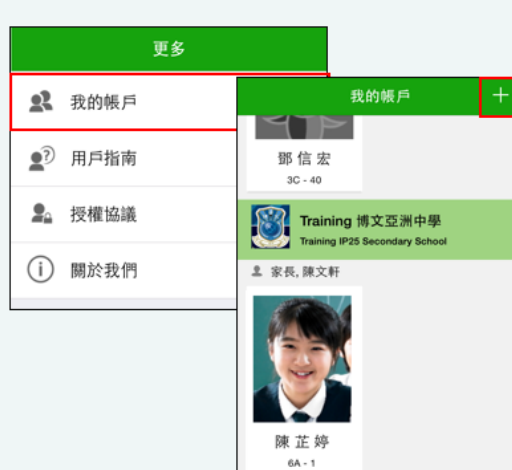 更多
我的帳戶
用戶指南
授權協議
關於我們
我的帳戶
鄧信宏
3C - 40
Training 博文亞洲中學
Training IP25 Secondary School
家長, 陳文軒
陳芷婷
6A - 1